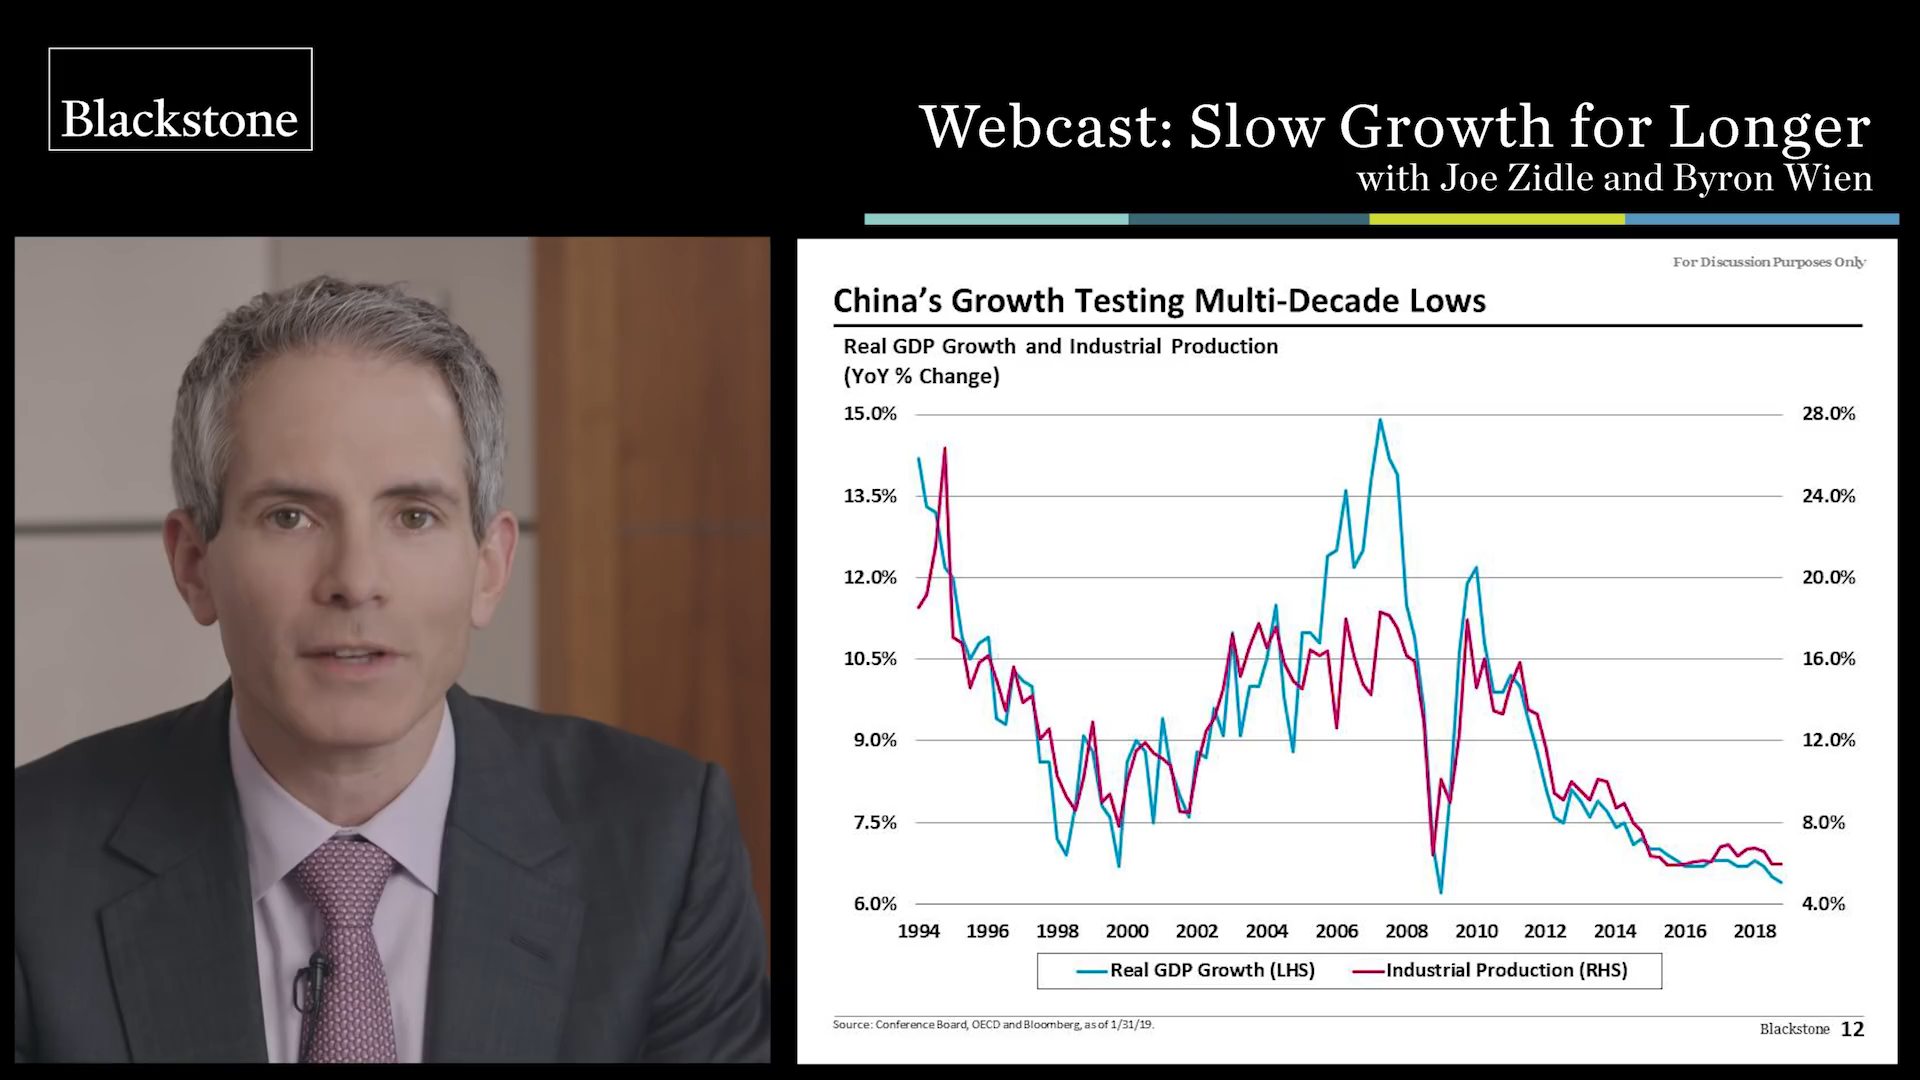 Blackstone
Webcast: Slow Growth for Longer
with Joe Zidle and Byron Wien
For Discussion Purposes Only
China's Growth Testing Multi-Decade Lows
Real GDP Growth and Industrial Production
(YoY % Change)
15.0% 28.0%
13.5% 24.0%
12.0% 20.0%
10.5% 16.0%
9.0% 12.0%
7.5% 8.0%
6.0% 4.0%
1994 1996 1998 2000 2002 2004 2006 2008 2010 2012 2014 2016 2018
Real GDP Growth (LHS) Industrial Production (RHS)
Source: Conference Board, OECD and Bloomberg, as of 1/31/19.
Blackstone 12